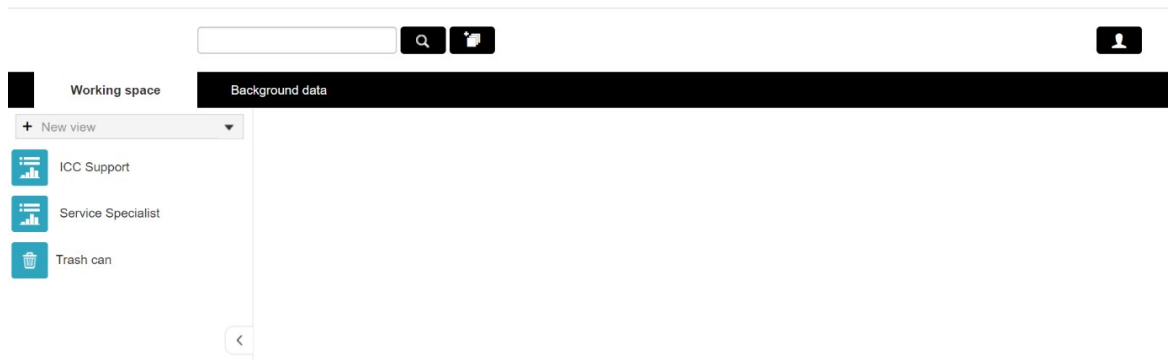 Working space
Background data
+ New view
ICC Support
Service Specialist
Trash can